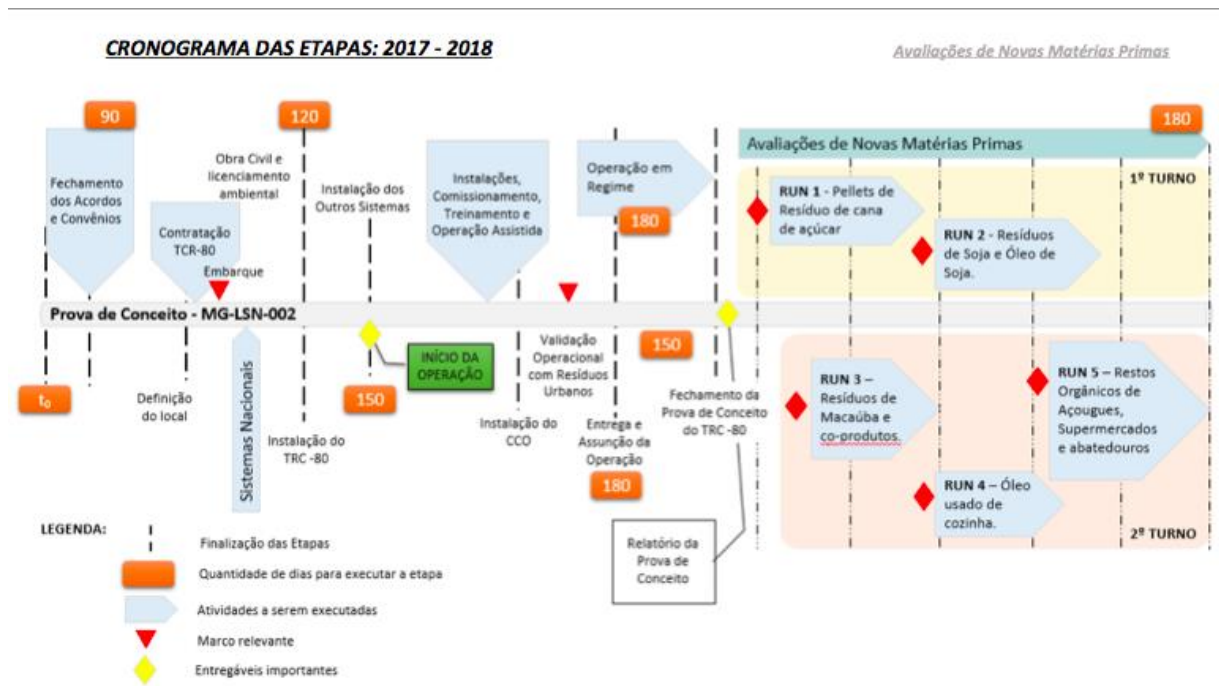 CRONOGRAMA DAS ETAPAS: 2017 - 2018
Avaliações de Novas Matérias Primas
90
120
180
Fechamento
dos Acordos
e Convênios
Obra Civil e
licenciamento
ambiental
Contratação
TCR-80
Embarque
Instalação dos
Outros Sistemas
Instalações,
Comissionamento,
Treinamento e
Operação Assistida
Operação em
Regime
180
Avaliações de Novas Matérias Primas
1º TURNO
RUN 1 - Pellets de
Resíduo de cana
de açúcar
RUN 2 - Resíduos
de Soja e Óleo de
Soja.
Prova de Conceito - MG-LSN-002
t₀
Definição
do local
Sistemas Nacionais
Instalação do
TRC -80
150
INÍCIO DA
OPERAÇÃO
Instalação do
CCO
Validação
Operacional
com Resíduos
Urbanos
Entrega e
Assunção da
Operação
180
150
Fechamento da
Prova de Conceito
do TRC -80
Relatório da
Prova de
Conceito
RUN 3 –
Resíduos de
Macaúba e
co-produtos.
RUN 4 – Óleo
usado de
cozinha.
RUN 5 – Restos
Orgânicos de
Açougues,
Supermercados
e abatedouros
2º TURNO
LEGENDA:
Finalização das Etapas
Quantidade de dias para executar a etapa
Atividades a serem executadas
Marco relevante
Entregáveis importantes